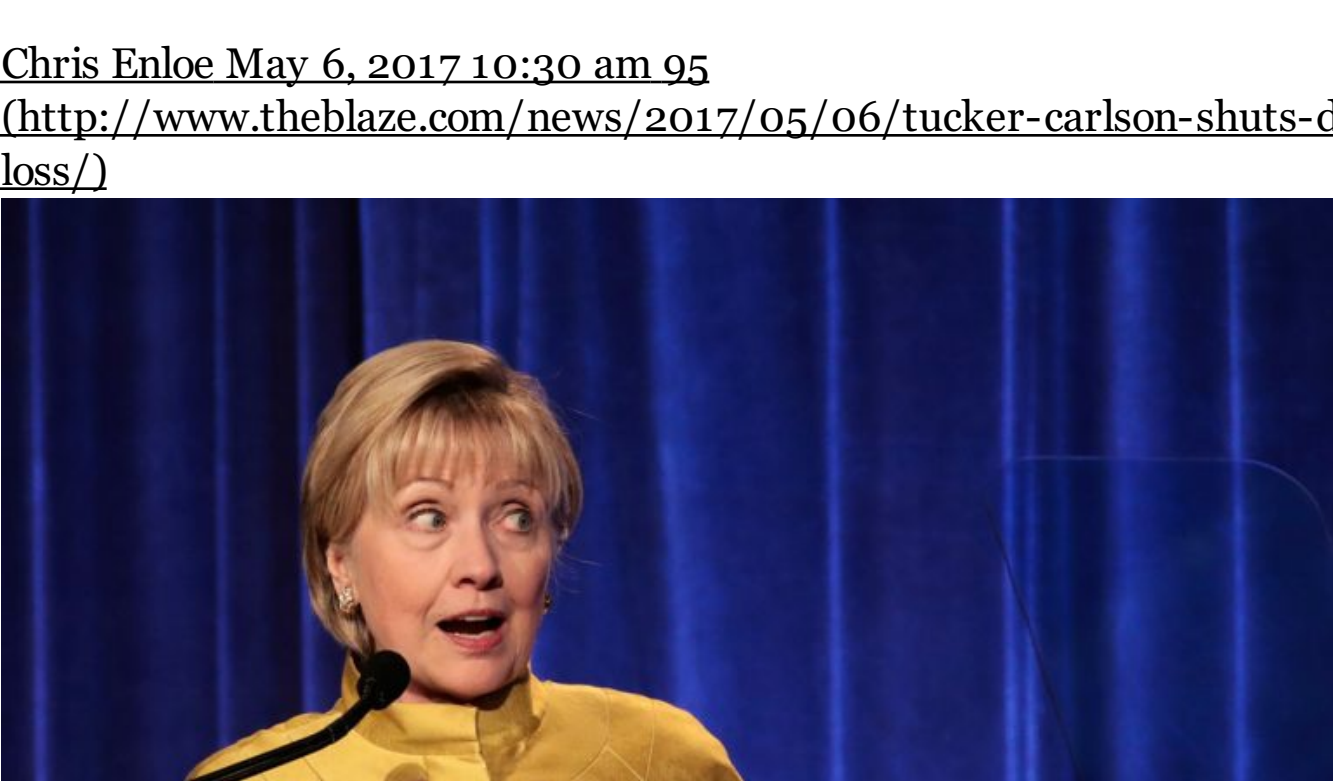 Chris Enloe May 6, 2017 10:30 am 95
(http://www.theblaze.com/news/2017/05/06/tucker-carlson-shuts-d
loss/)